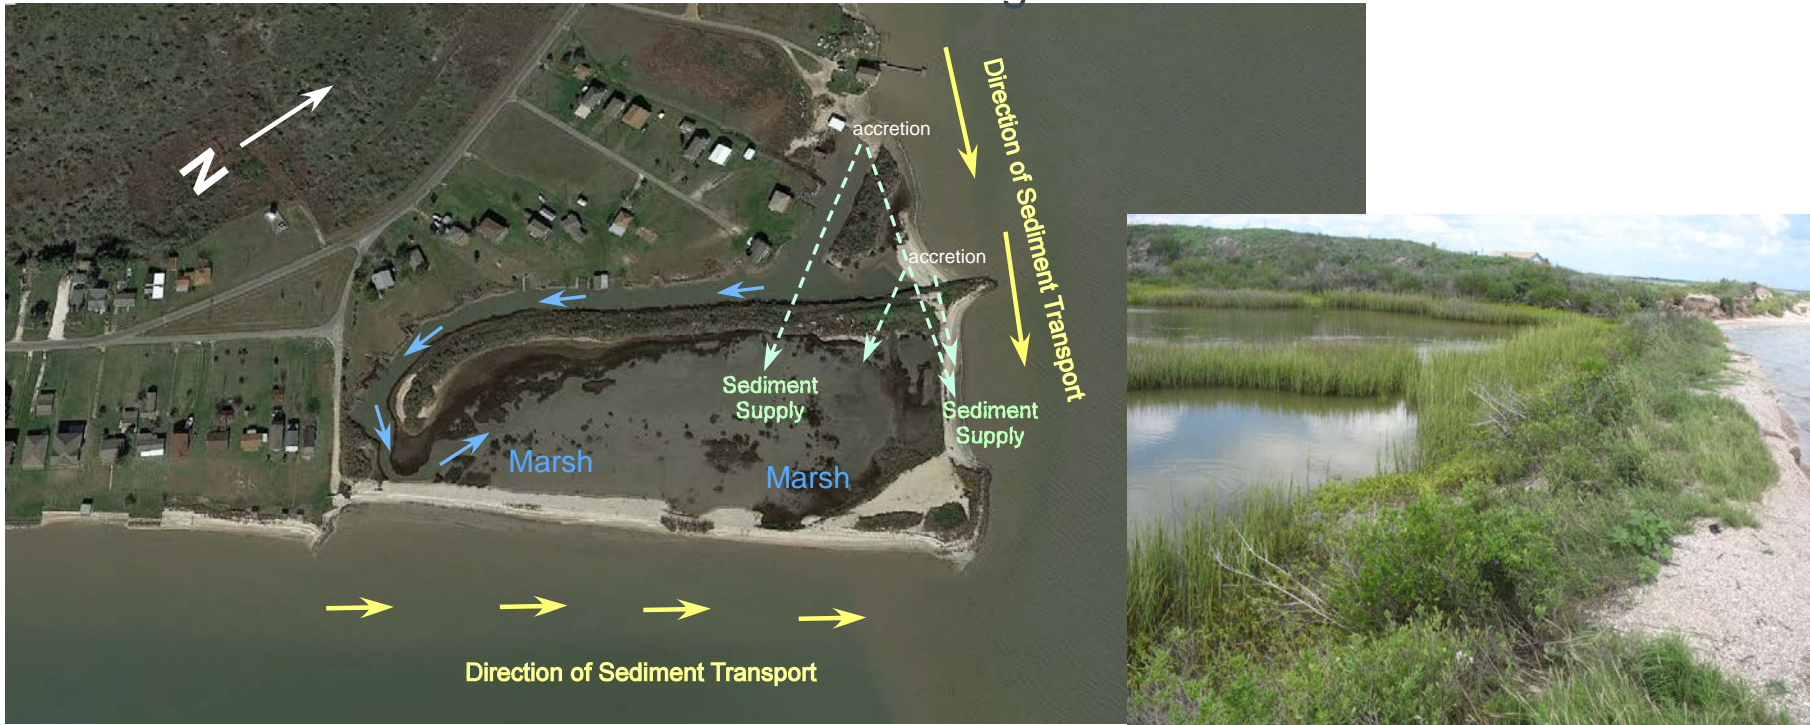 N
accretion
Direction of Sediment Transport
accretion
Sediment
Supply
Sediment
Supply
Marsh
Marsh
Direction of Sediment Transport